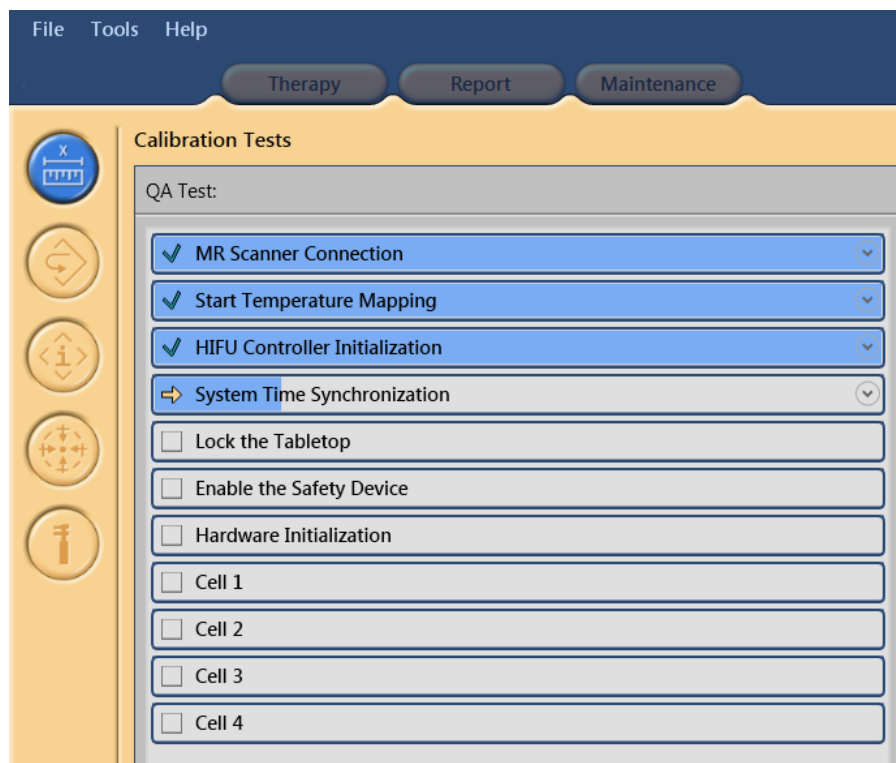 File Tools Help
Therapy Report Maintenance
Calibration Tests
X
QA Test:
MR Scanner Connection
Start Temperature Mapping
HIFU Controller Initialization
System Time Synchronization
i
Lock the Tabletop
Enable the Safety Device
Hardware Initialization
Cell 1
Cell 2
Cell 3
Cell 4